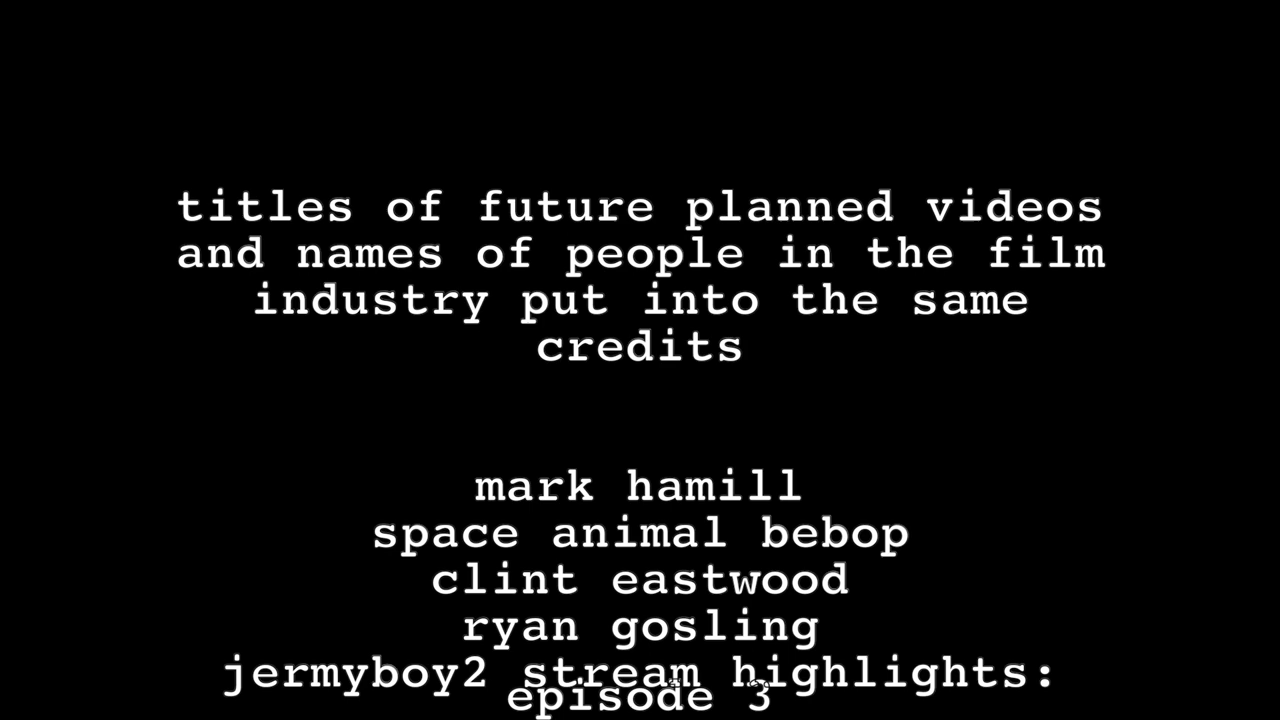 titles of future planned videos
and names of people in the film
industry put into the same
credits
mark hamill
space animal bebop
clint eastwood
ryan gosling
jermyboy2 stream highlights:
episode 3